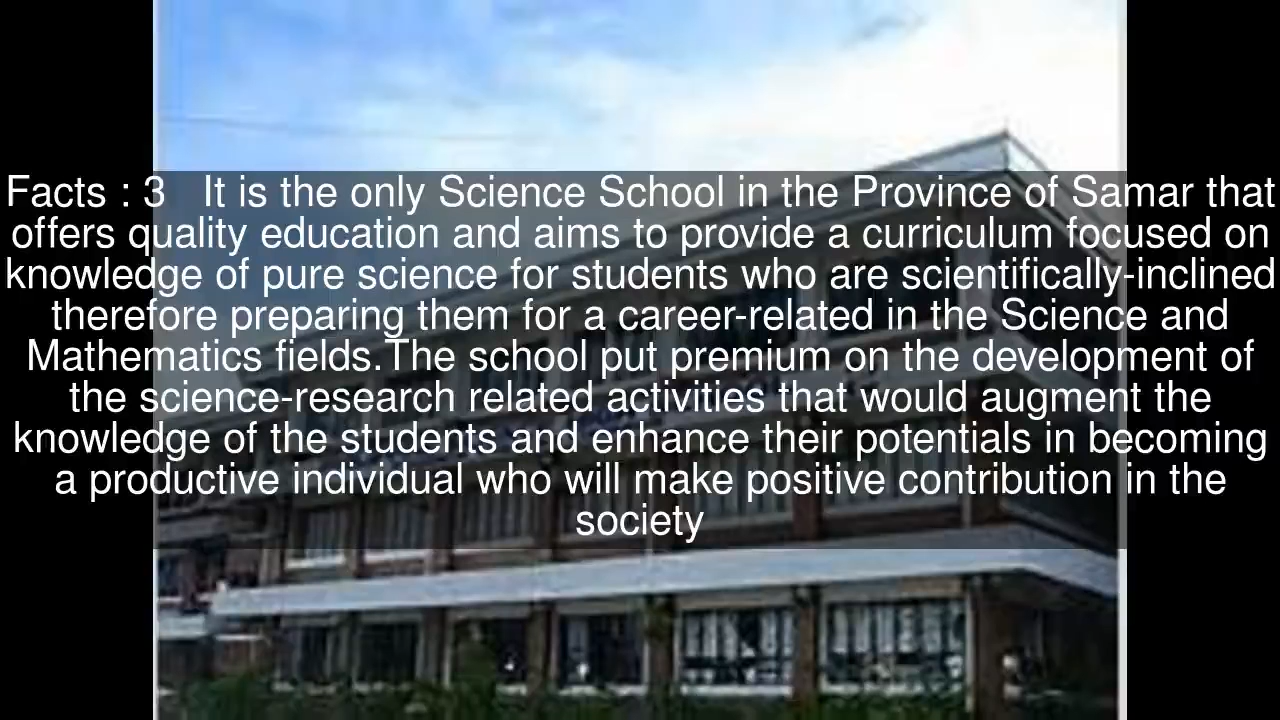 Facts : 3   It is the only Science School in the Province of Samar that
offers quality education and aims to provide a curriculum focused on
knowledge of pure science for students who are scientifically-inclined
therefore preparing them for a career-related in the Science and
Mathematics fields.The school put premium on the development of
the science-research related activities that would augment the
knowledge of the students and enhance their potentials in becoming
a productive individual who will make positive contribution in the
society